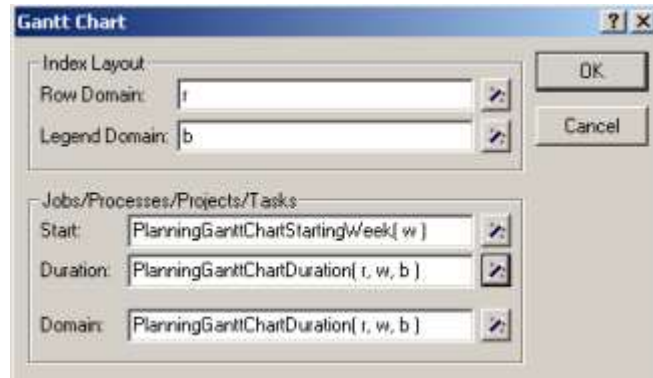 Gantt Chart
Index Layout
Row Domain: r
Legend Domain: b
OK
Cancel
Jobs/Processes/Projects/Tasks
Start: PlanningGanttChartStartingWeek( w )
Duration: PlanningGanttChartDuration( r, w, b )
Domain: PlanningGanttChartDuration( r, w, b )